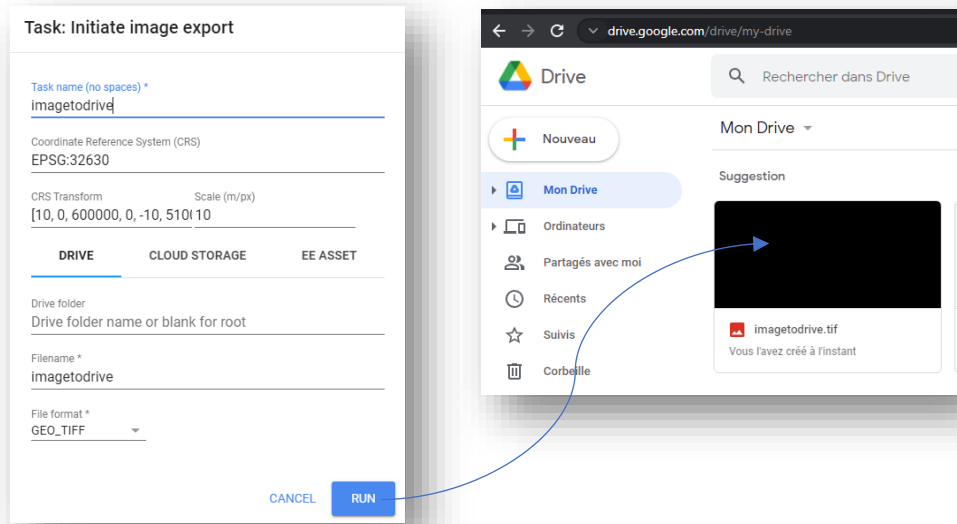 Task: Initiate image export
Task name (no spaces) *
imagetodrive
Coordinate Reference System (CRS)
EPSG:32630
CRS Transform Scale (m/px)
[10, 0, 600000, 0, -10, 510( 10
DRIVE CLOUD STORAGE EE ASSET
Drive folder
Drive folder name or blank for root
Filename *
imagetodrive
File format *
GEO_TIFF
CANCEL RUN
drive.google.com/drive/my-drive
Drive
Rechercher dans Drive
Nouveau
Mon Drive
Ordinateurs
Partagés avec moi
Récents
Suivis
Corbeille
Mon Drive
Suggestion
imagetodrive.tif
Vous l'avez créé à l'instant